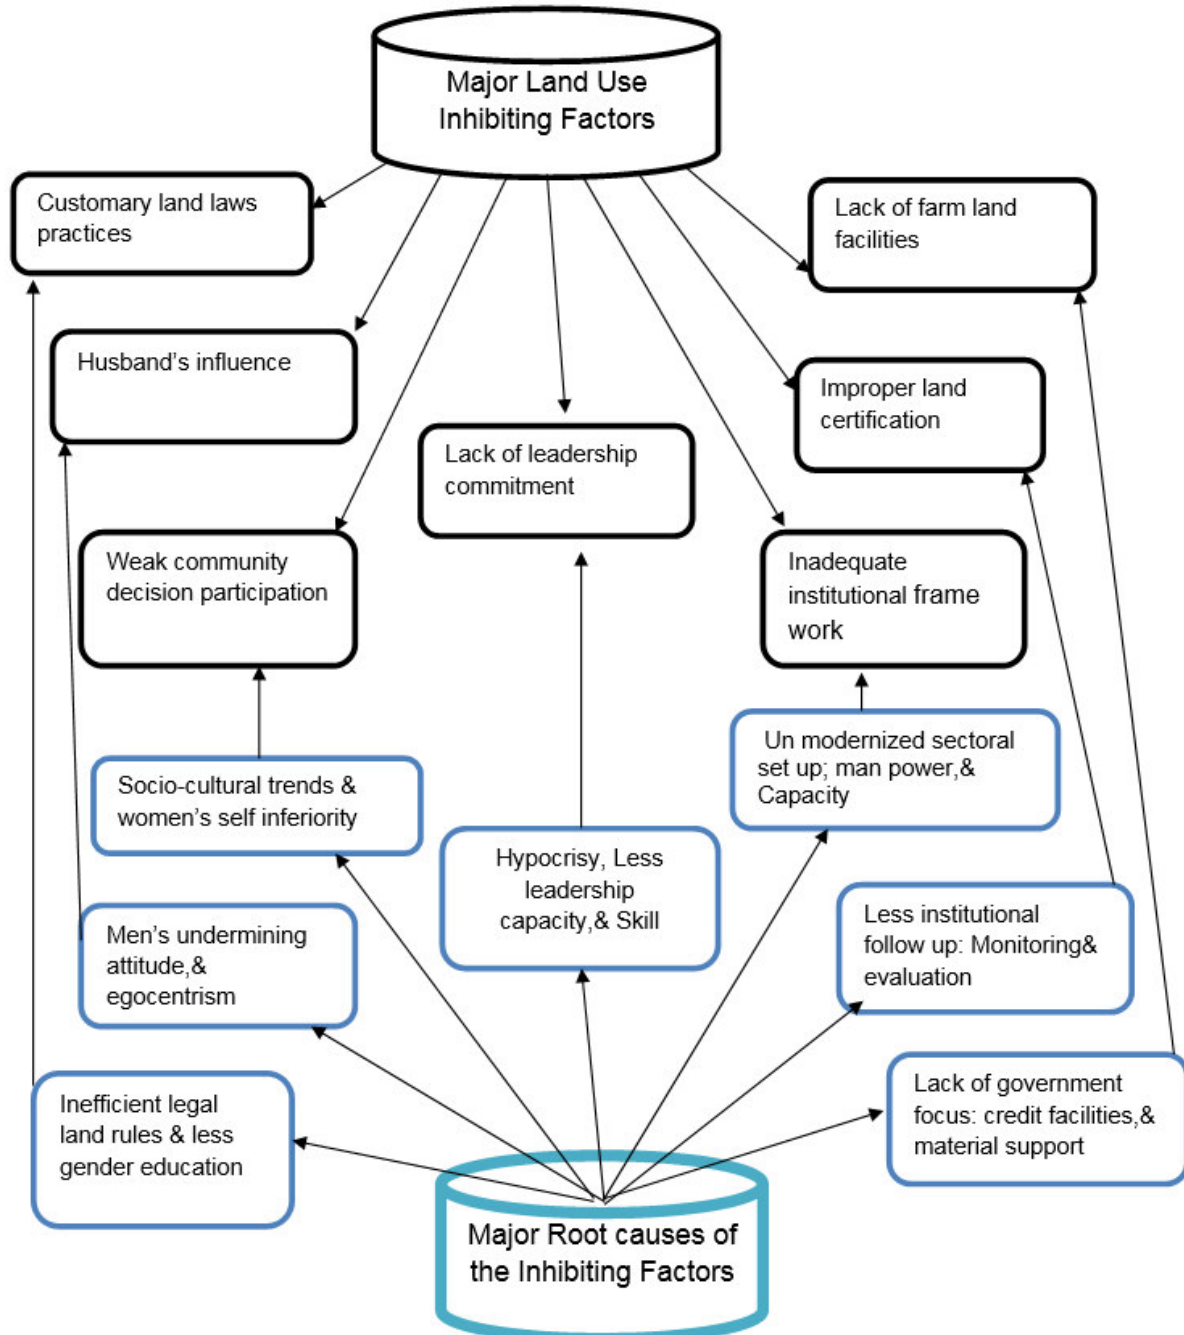 Major Land Use
Inhibiting Factors
Customary land laws
practices
Lack of farm land
facilities
Husband's influence
Improper land
certification
Lack of leadership
commitment
Weak community
decision participation
Inadequate
institutional frame
work
Un modernized sectoral
set up; man power,&
Capacity
Socio-cultural trends &
women's self inferiority
Hypocrisy, Less
leadership
capacity,& Skill
Less institutional
follow up: Monitoring&
evaluation
Men's undermining
attitude,&
egocentrism
Lack of government
focus: credit facilities,&
material support
Inefficient legal
land rules & less
gender education
Major Root causes of
the Inhibiting Factors